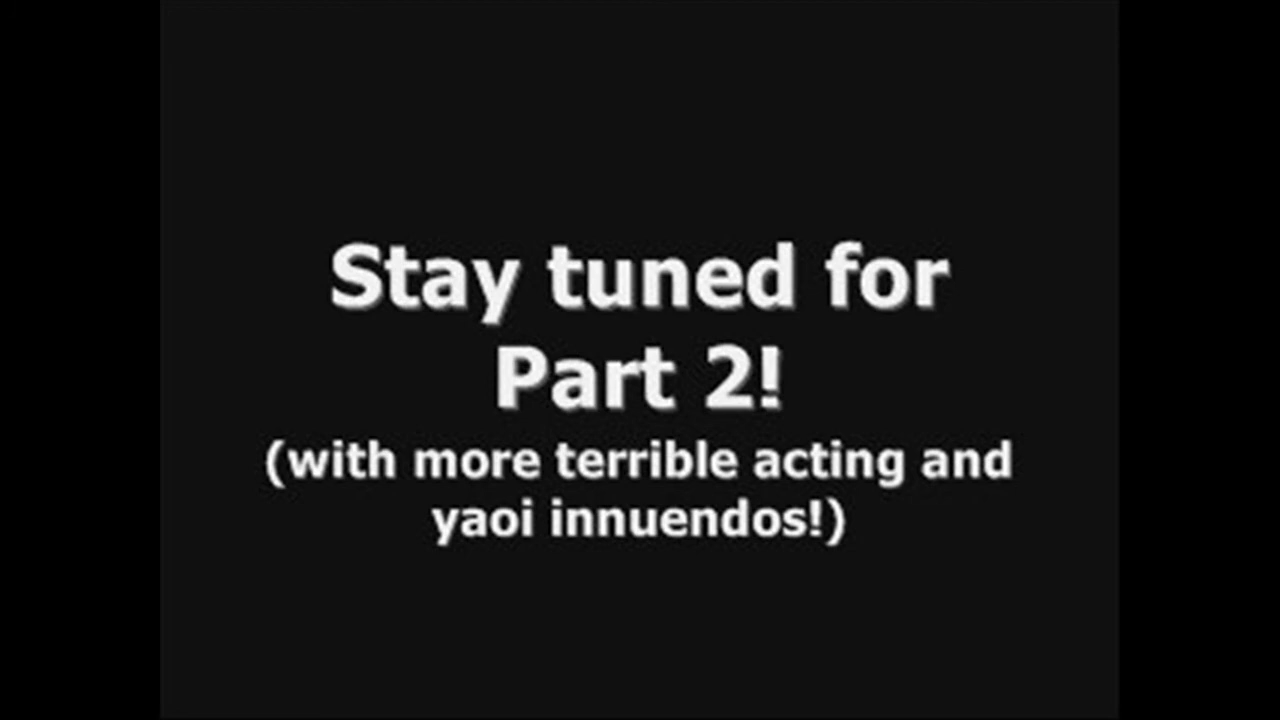 Stay tuned for
Part 2!
(with more terrible acting and
yaoi innuendos!)